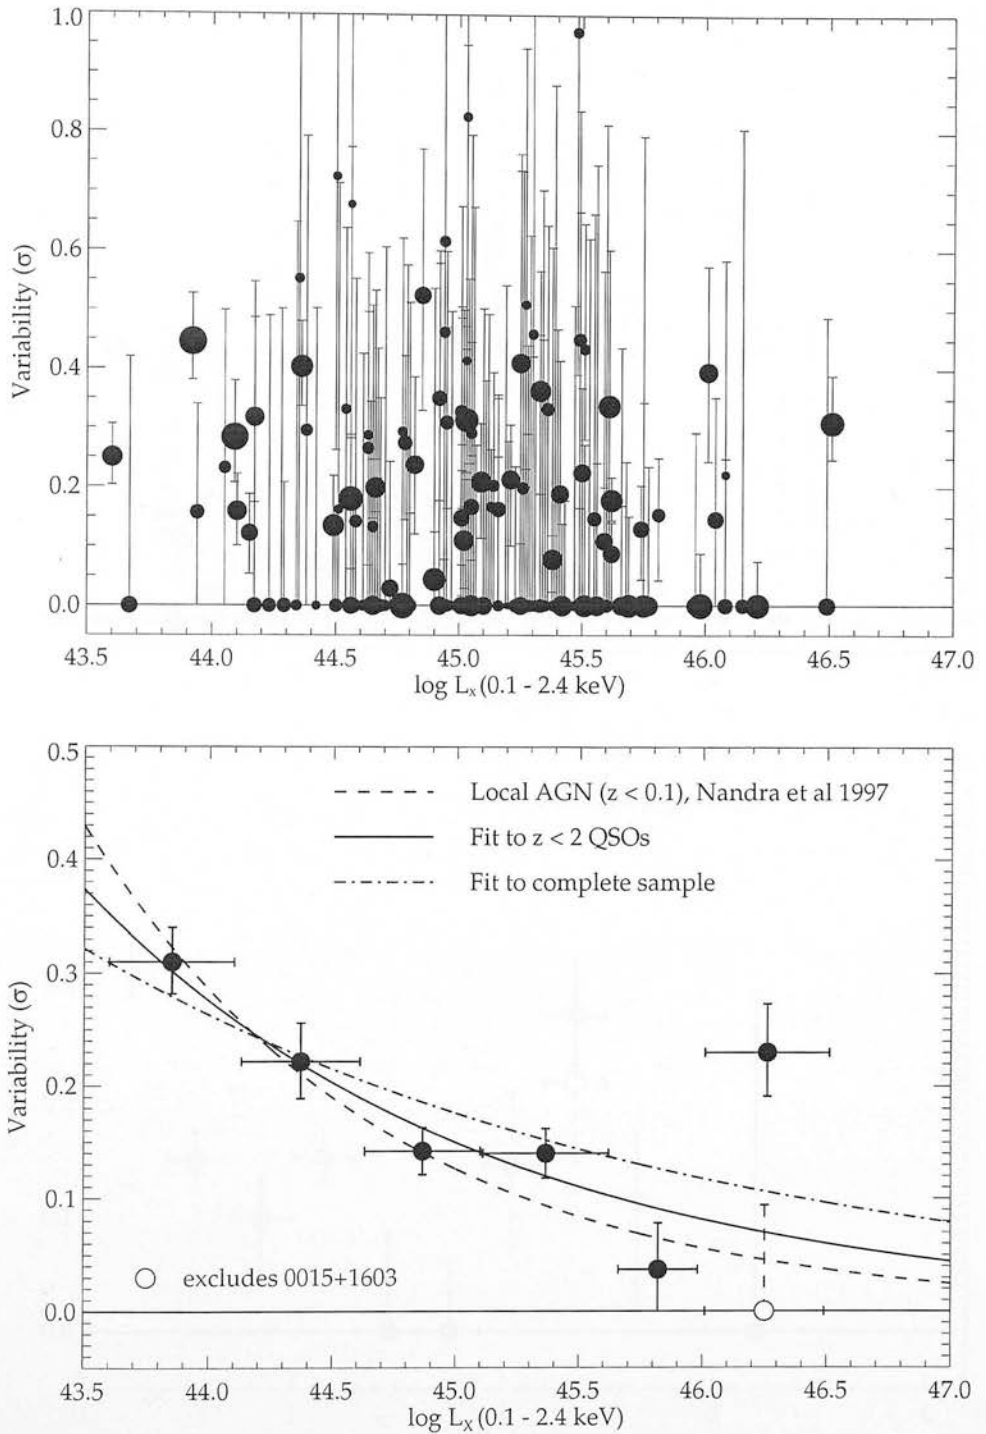 1.0
0.8
0.6
0.4
0.2
0.0
Variability (σ)
43.5 44.0 44.5 45.0 45.5 46.0 46.5 47.0
log Lx (0.1 - 2.4 keV)
0.5
0.4
0.3
0.2
0.1
0.0
Variability (σ)
Local AGN (z < 0.1), Nandra et al 1997
Fit to z < 2 QSOs
Fit to complete sample
excludes 0015+1603
43.5 44.0 44.5 45.0 45.5 46.0 46.5 47.0
log LX (0.1 - 2.4 keV)